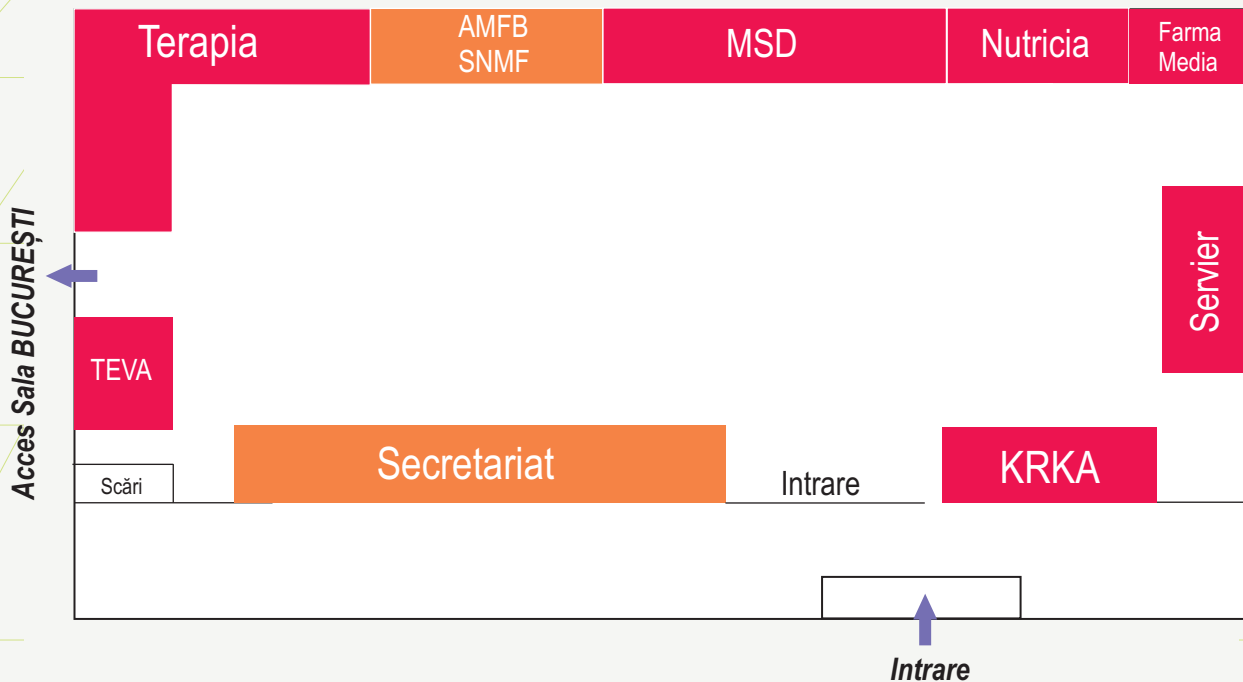 Terapia
AMFB
SNMF
MSD
Nutricia
Farma
Media
Acces Sala BUCUREȘTI
Servier
TEVA
Secretariat
KRKA
Scări
Intrare
Intrare